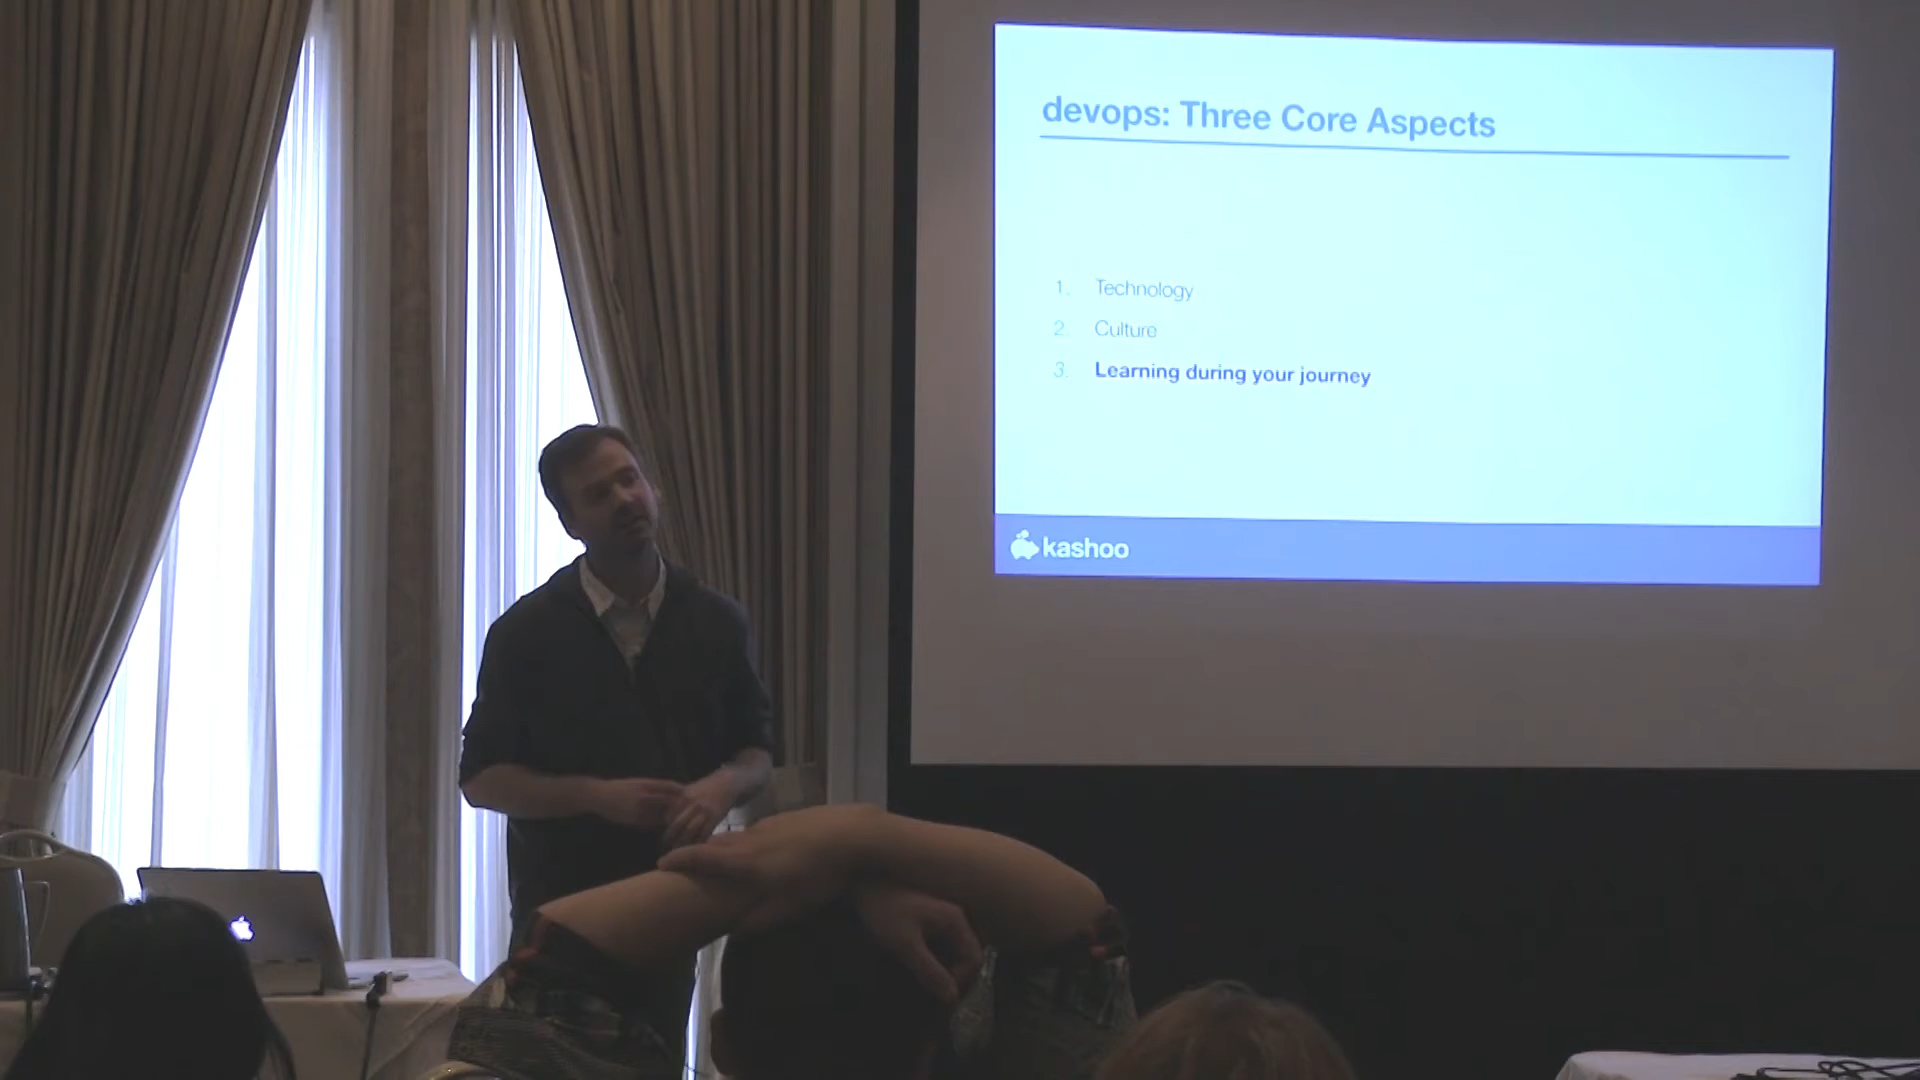 devops: Three Core Aspects
1. Technology
2. Culture
3. Learning during your journey
kashoo